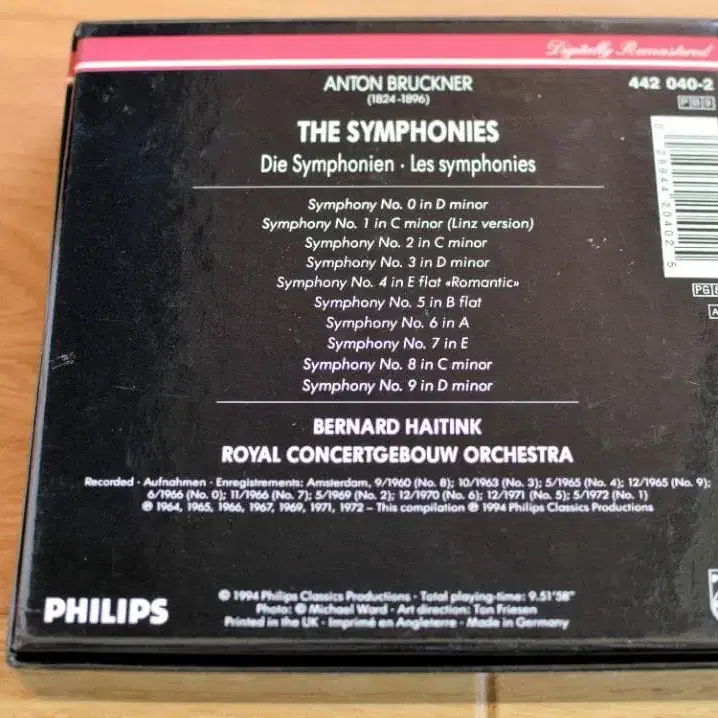 Digitally Remastered
ANTON BRUCKNER
442 040-2
(1824-1896)
THE SYMPHONIES
Die Symphonien · Les symphonies
Symphony No. 0 in D minor
Symphony No. 1 in C minor (Linz version)
Symphony No. 2 in C minor
Symphony No. 3 in D minor
Symphony No. 4 in E flat «Romantic»
Symphony No. 5 in B flat
Symphony No. 6 in A
Symphony No. 7 in E
Symphony No. 8 in C minor
Symphony No. 9 in D minor
0 28944 20402 5
BERNARD HAITINK
ROYAL CONCERTGEBOUW ORCHESTRA
Recorded · Aufnahmen · Enregistrements: Amsterdam, 9/1960 (No. 8); 10/1963 (No. 3); 5/1965 (No. 4); 12/1965 (No. 9);
6/1966 (No. 0); 11/1966 (No. 7); 5/1969 (No. 2); 12/1970 (No. 6); 12/1971 (No. 5); 5/1972 (No. 1)
℗ 1964, 1965, 1966, 1967, 1969, 1971, 1972 – This compilation ℗ 1994 Philips Classics Productions
© 1994 Philips Classics Productions · Total playing-time: 9.51'58"
Photo: © Michael Ward · Art direction: Ton Friesen
Printed in the UK · Imprimé en Angleterre · Made in Germany
PHILIPS